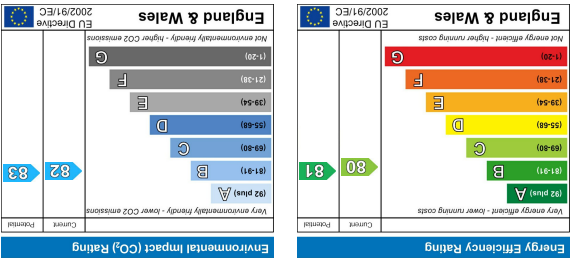 Energy Efficiency Rating
Current
Potential
Very energy efficient - lower running costs
(92 plus) A
(81-91) B
(69-80) C
(55-68) D
(39-54) E
(21-38) F
(1-20) G
80
81
Not energy efficient - higher running costs
England & Wales
EU Directive
2002/91/EC
Environmental Impact (CO₂) Rating
Current
Potential
Very environmentally friendly - lower CO2 emissions
(92 plus) A
(81-91) B
(69-80) C
(55-68) D
(39-54) E
(21-38) F
(1-20) G
82
83
Not environmentally friendly - higher CO2 emissions
England & Wales
EU Directive
2002/91/EC